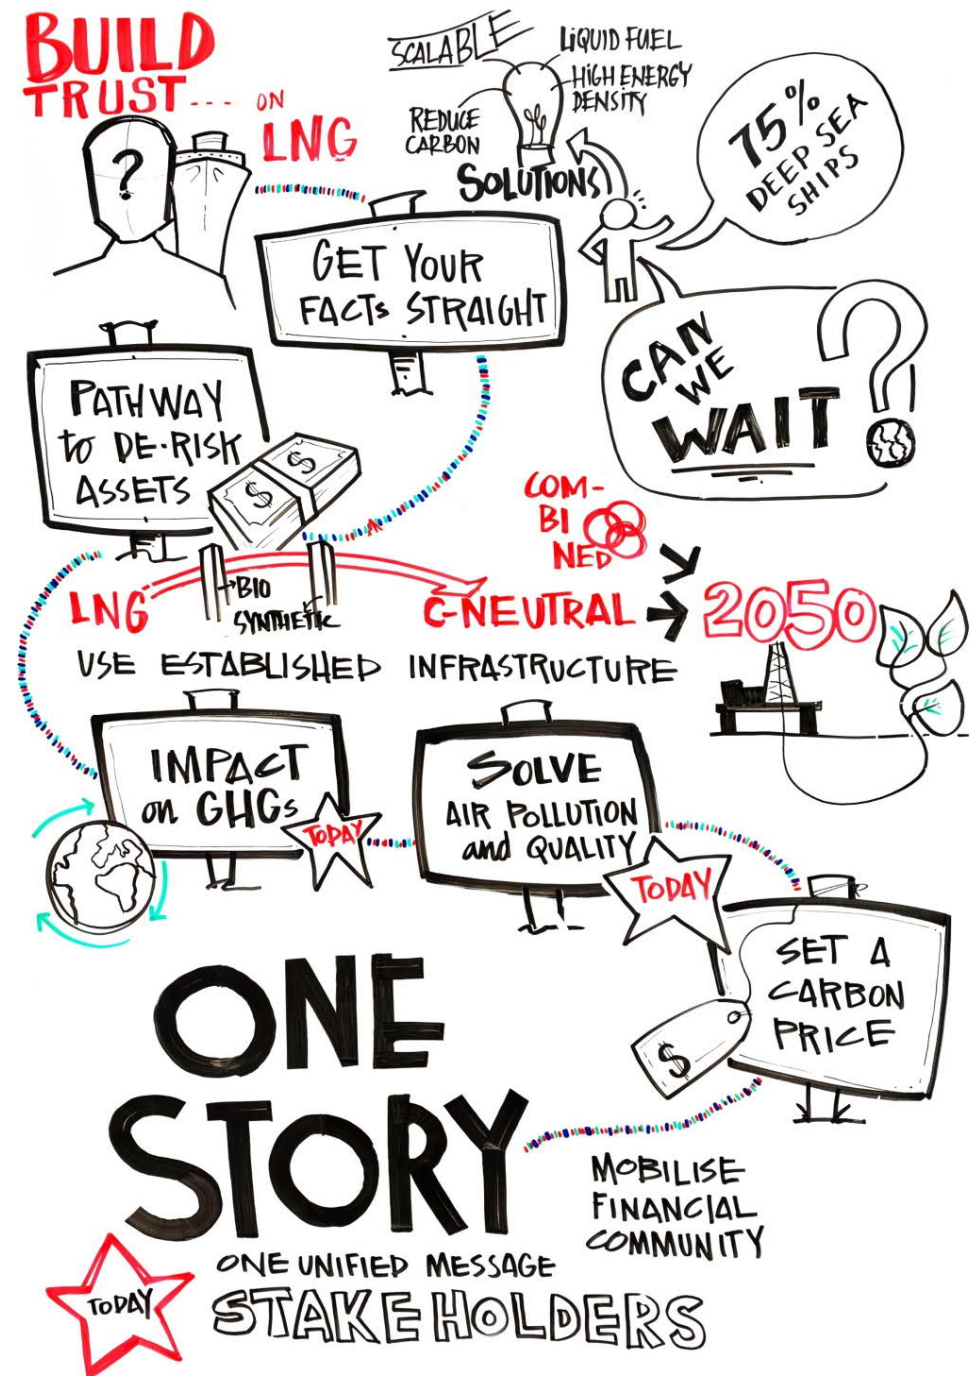 BUILD
TRUST... ON
LNG
?
SCALABLE
LIQUID FUEL
HIGH ENERGY
DENSITY
REDUCE
CARBON
SOLUTIONS
75%
DEEP SEA
SHIPS
GET YOUR
FACTS STRAIGHT
CAN
WE
WAIT
?
PATHWAY
to DE-RISK
ASSETS
$
$
COM-
BI
NED
LNG
BIO
SYNTHETIC
C-NEUTRAL
2050
USE ESTABLISHED INFRASTRUCTURE
IMPACT
on GHGs
TODAY
SOLVE
AIR POLLUTION
and QUALITY
TODAY
SET A
CARBON
PRICE
$
ONE
STORY
MOBILISE
FINANCIAL
COMMUNITY
ONE UNIFIED MESSAGE
TODAY
STAKEHOLDERS